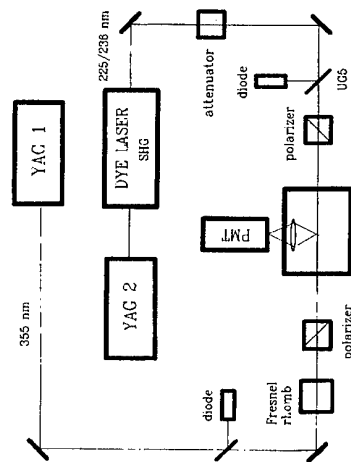 355 nm
YAG 1
YAG 2
DYE LASER
SHG
225/236 nm
diode
PMT
attenuator
diode
Fresnel
rhomb
polarizer
polarizer
UG5